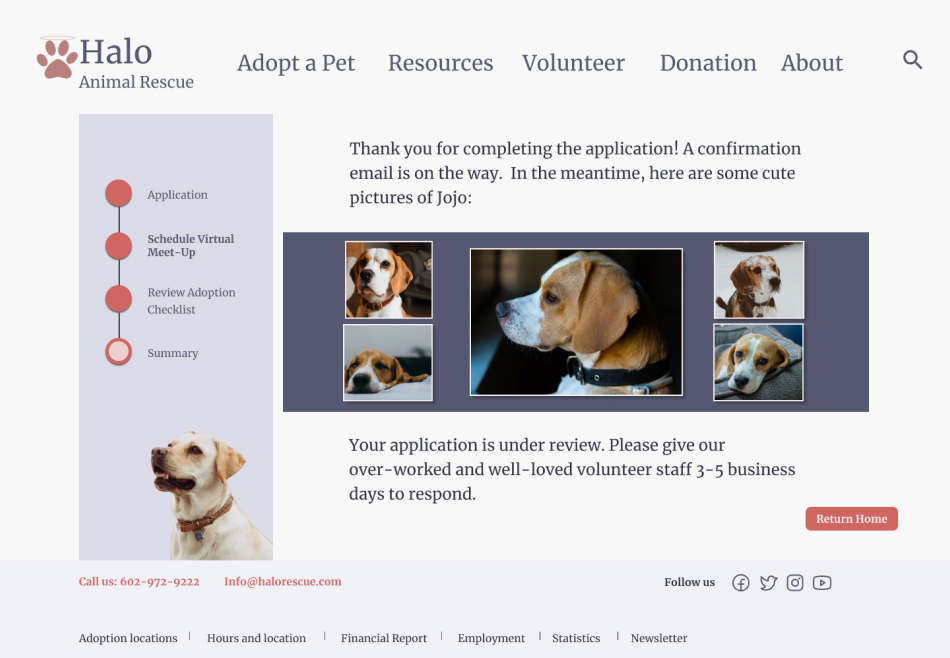 Halo
Animal Rescue
Adopt a Pet
Resources
Volunteer
Donation
About
Application
Schedule Virtual
Meet-Up
Review Adoption
Checklist
Summary
Thank you for completing the application! A confirmation
email is on the way. In the meantime, here are some cute
pictures of Jojo:
Your application is under review. Please give our
over-worked and well-loved volunteer staff 3-5 business
days to respond.
Return Home
Call us: 602-972-9222
Info@halorescue.com
Follow us
Adoption locations
Hours and location
Financial Report
Employment
Statistics
Newsletter